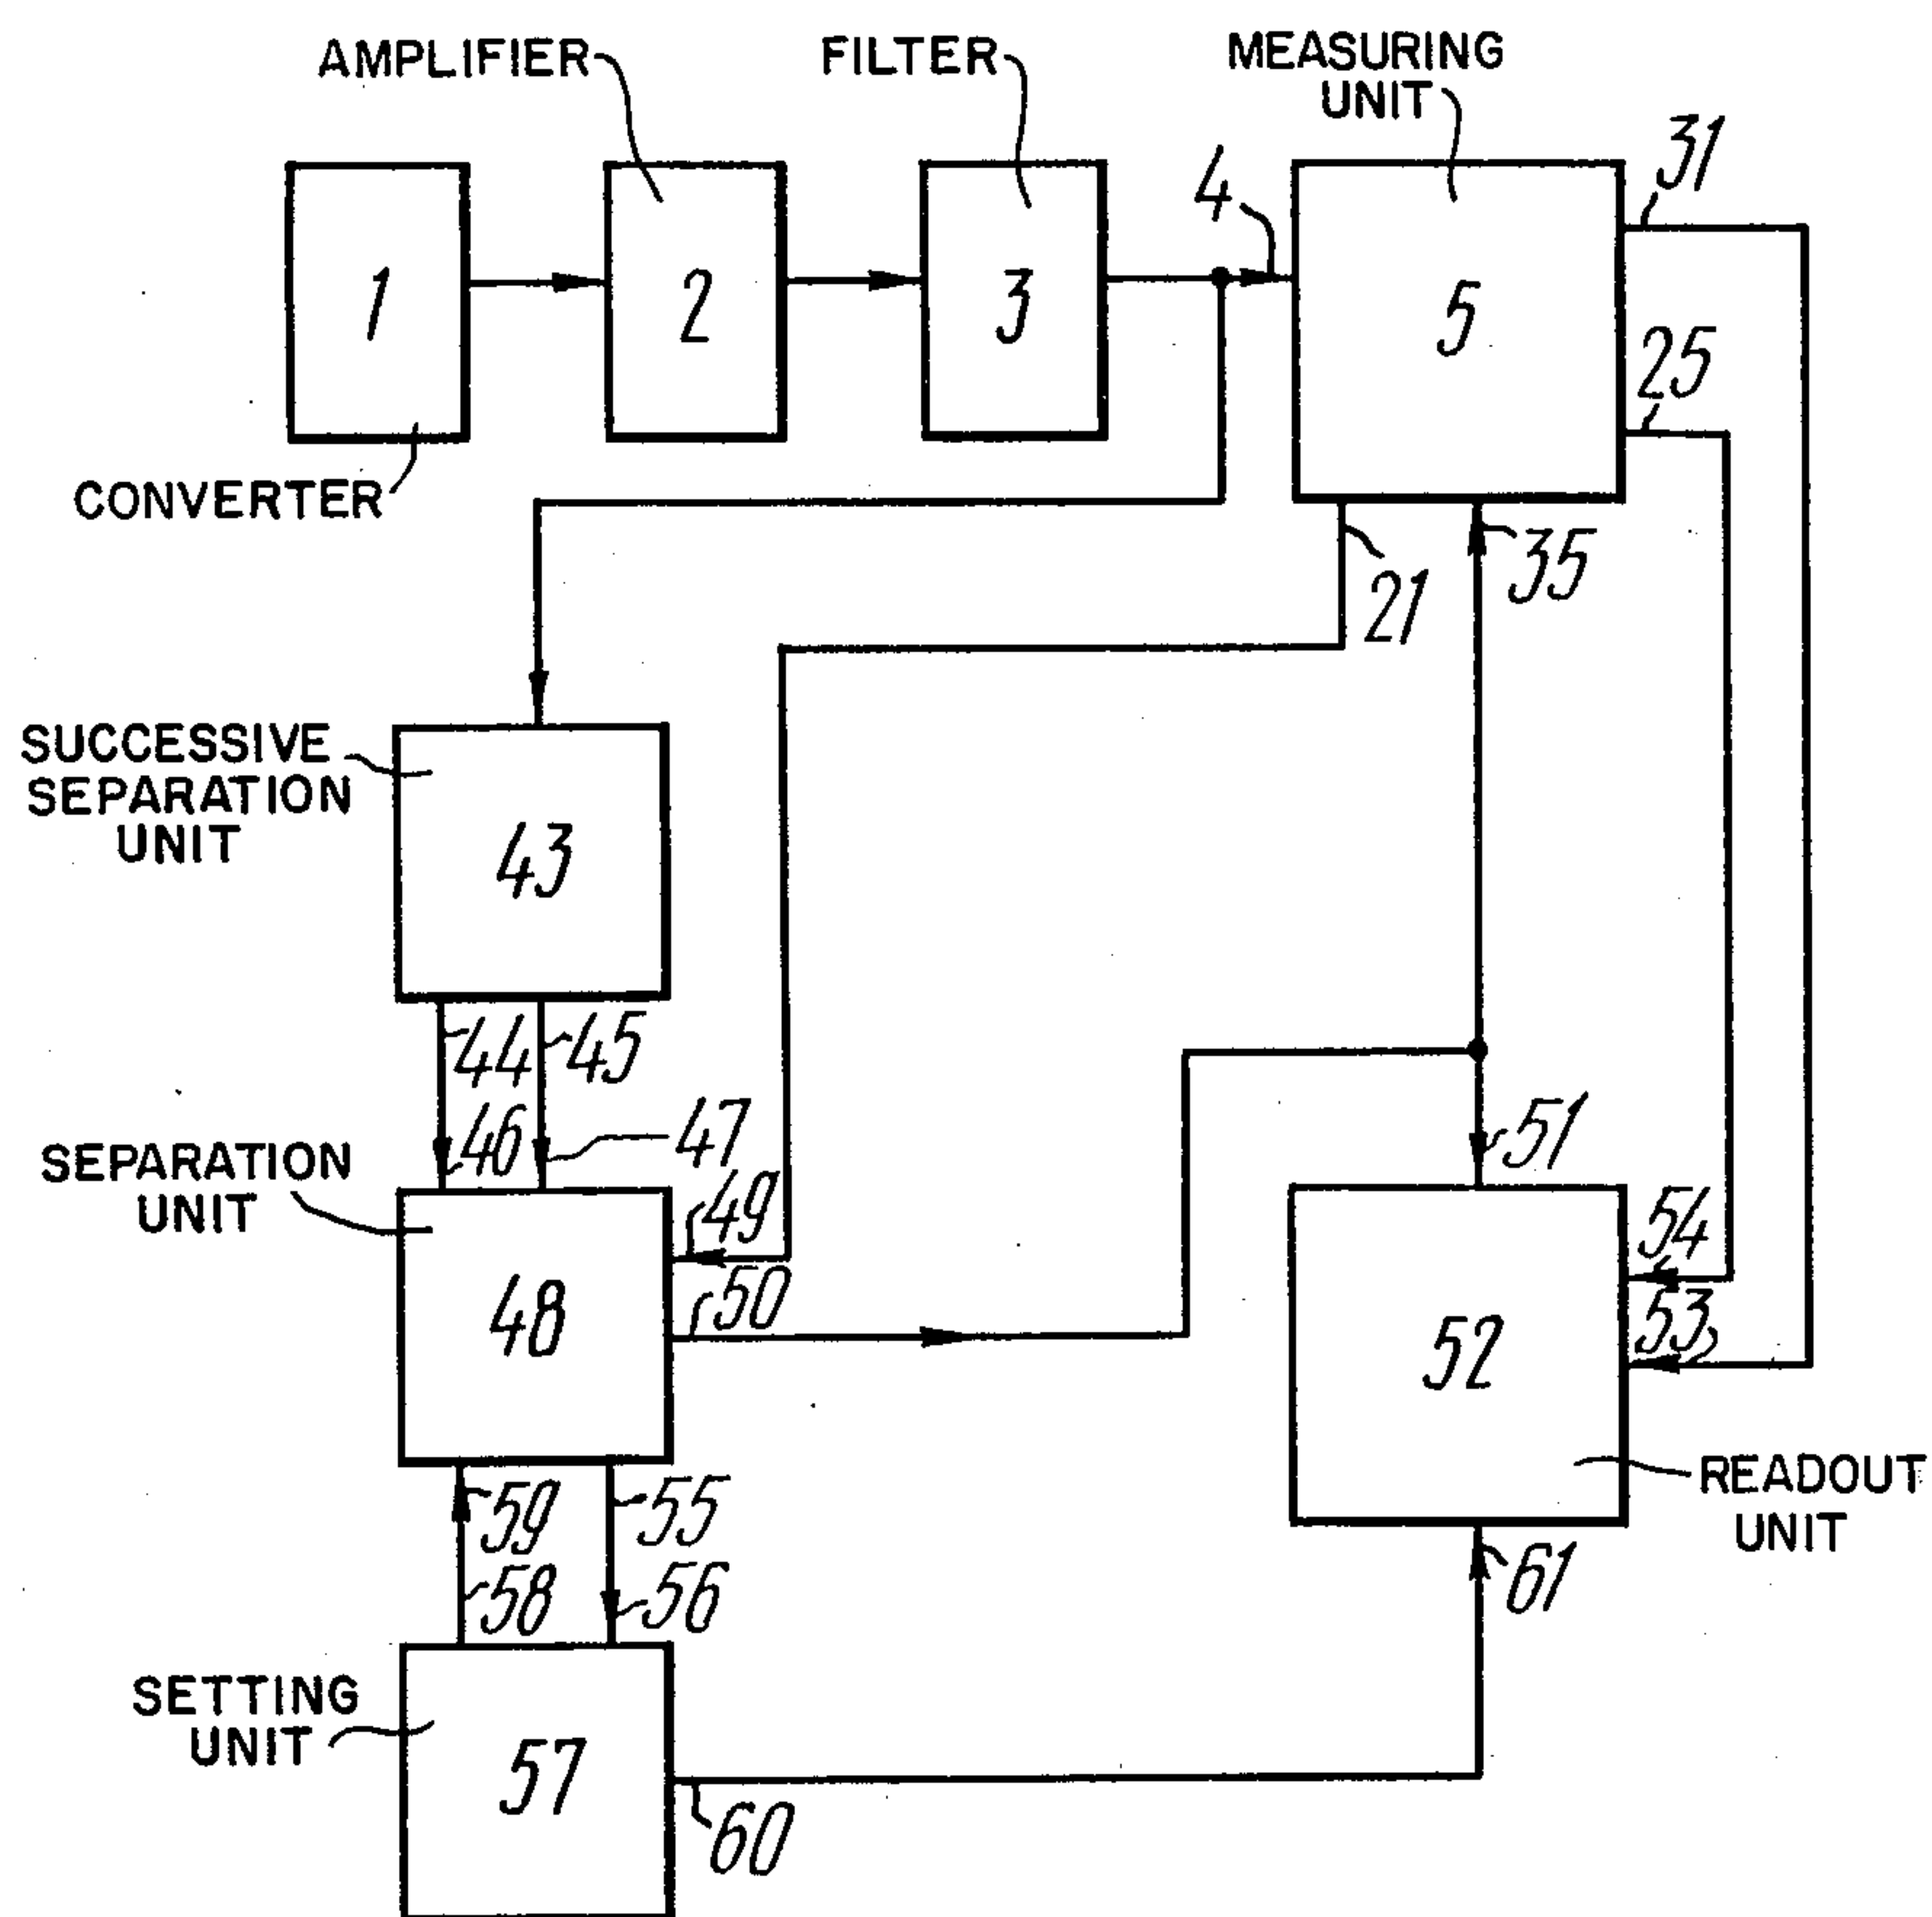 AMPLIFIER
FILTER
MEASURING
UNIT
31
4
1
2
3
5
25
CONVERTER
35
21
SUCCESSIVE
SEPARATION
UNIT
43
44
45
46
47
51
SEPARATION
UNIT
49
54
50
53
48
52
59
55
READOUT
UNIT
58
56
61
SETTING
UNIT
57
60